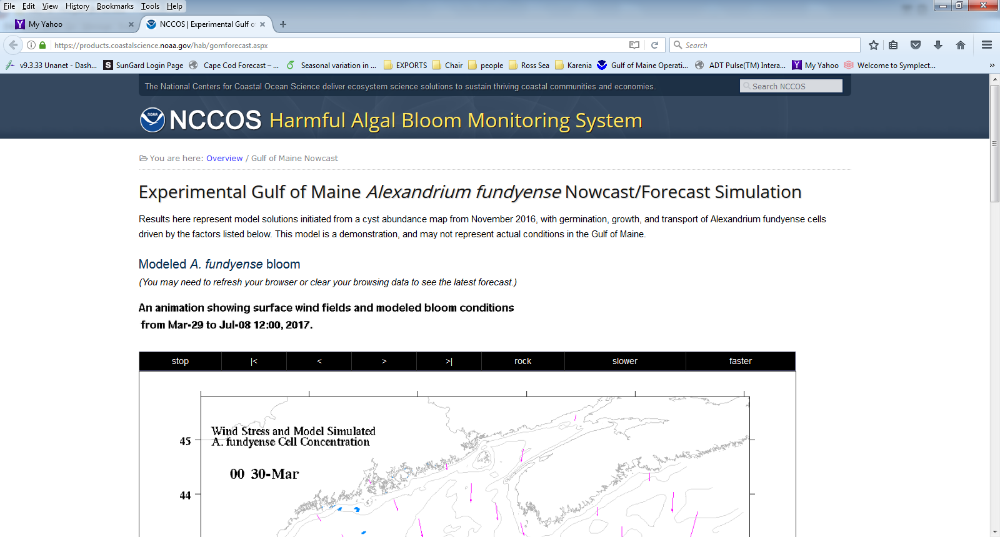 File Edit View History Bookmarks Tools Help
My Yahoo
NCCOS | Experimental Gulf o
https://products.coastalscience.noaa.gov/hab/gomforecast.aspx
Search
v9.3.33 Unanet - Dash... SunGard Login Page Cape Cod Forecast – ... Seasonal variation in ... EXPORTS Chair people Ross Sea Karenia Gulf of Maine Operati... ADT Pulse(TM) Intera... My Yahoo Welcome to Symplect...
The National Centers for Coastal Ocean Science deliver ecosystem science solutions to sustain thriving coastal communities and economies.
Search NCCOS
NOAA
NCCOS Harmful Algal Bloom Monitoring System
You are here: Overview / Gulf of Maine Nowcast
Experimental Gulf of Maine Alexandrium fundyense Nowcast/Forecast Simulation
Results here represent model solutions initiated from a cyst abundance map from November 2016, with germination, growth, and transport of Alexandrium fundyense cells
driven by the factors listed below. This model is a demonstration, and may not represent actual conditions in the Gulf of Maine.
Modeled A. fundyense bloom
(You may need to refresh your browser or clear your browsing data to see the latest forecast.)
An animation showing surface wind fields and modeled bloom conditions
from Mar-29 to Jul-08 12:00, 2017.
stop |< < > >| rock slower faster
Wind Stress and Model Simulated
A. fundyense Cell Concentration
45
00 30-Mar
44